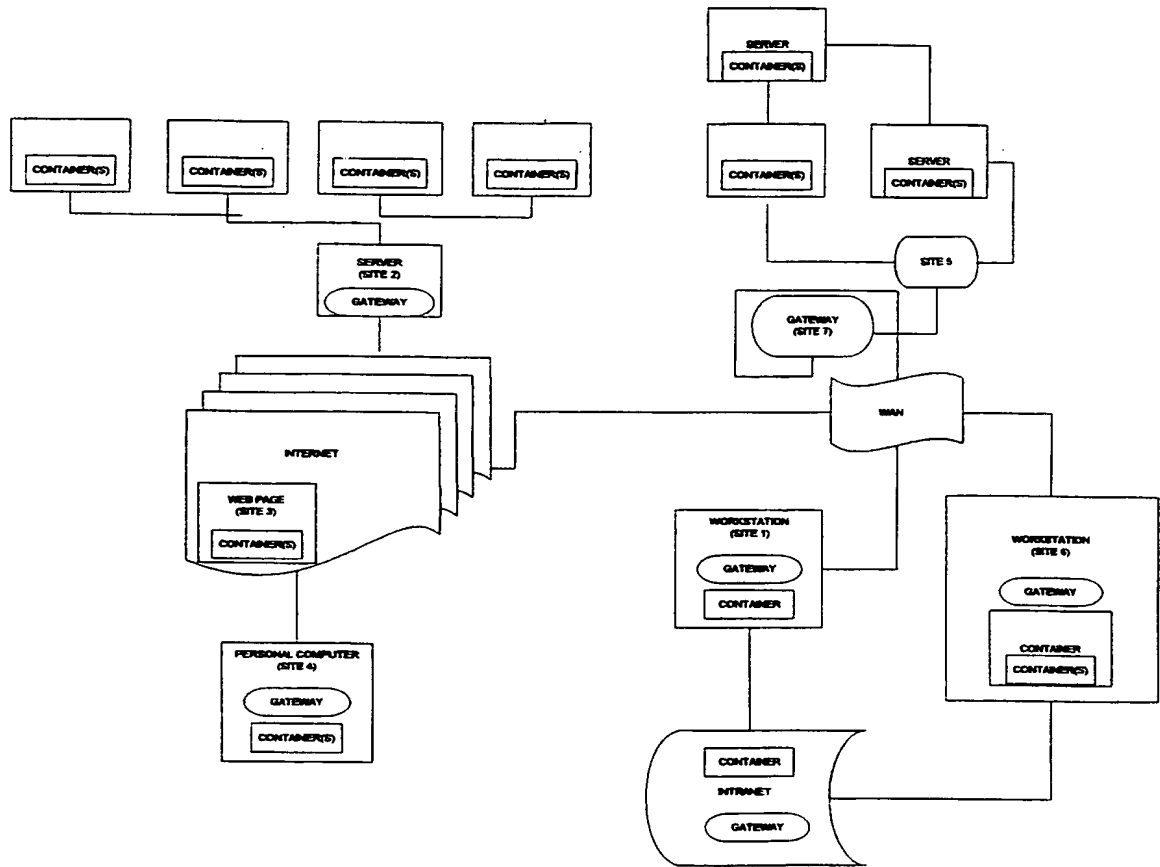 SERVER
CONTAINER(S)
CONTAINER(S)
CONTAINER(S)
CONTAINER(S)
CONTAINER(S)
CONTAINER(S)
SERVER
CONTAINER(S)
SERVER
(SITE 2)
GATEWAY
SITE 5
GATEWAY
(SITE 7)
WAN
INTERNET
WEB PAGE
(SITE 3)
CONTAINER(S)
WORKSTATION
(SITE 1)
GATEWAY
CONTAINER
WORKSTATION
(SITE 6)
GATEWAY
CONTAINER
CONTAINER(S)
PERSONAL COMPUTER
(SITE 4)
GATEWAY
CONTAINER(S)
CONTAINER
INTRANET
GATEWAY